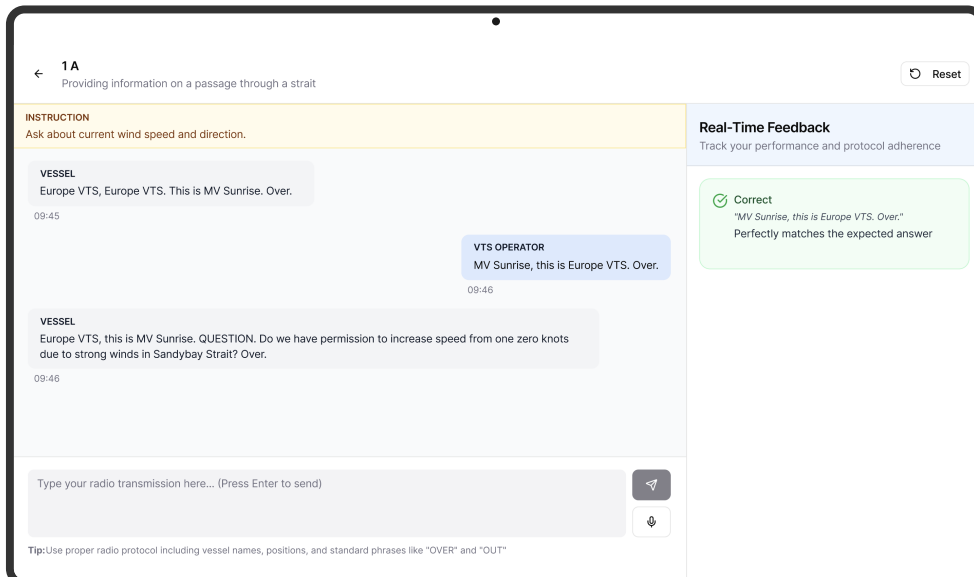 1 A
Providing information on a passage through a strait
Reset
INSTRUCTION
Ask about current wind speed and direction.
VESSEL
Europe VTS, Europe VTS. This is MV Sunrise. Over.
09:45
VTS OPERATOR
MV Sunrise, this is Europe VTS. Over.
09:46
VESSEL
Europe VTS, this is MV Sunrise. QUESTION. Do we have permission to increase speed from one zero knots
due to strong winds in Sandybay Strait? Over.
09:46
Type your radio transmission here... (Press Enter to send)
Tip:Use proper radio protocol including vessel names, positions, and standard phrases like "OVER" and "OUT"
Real-Time Feedback
Track your performance and protocol adherence
Correct
"MV Sunrise, this is Europe VTS. Over."
Perfectly matches the expected answer